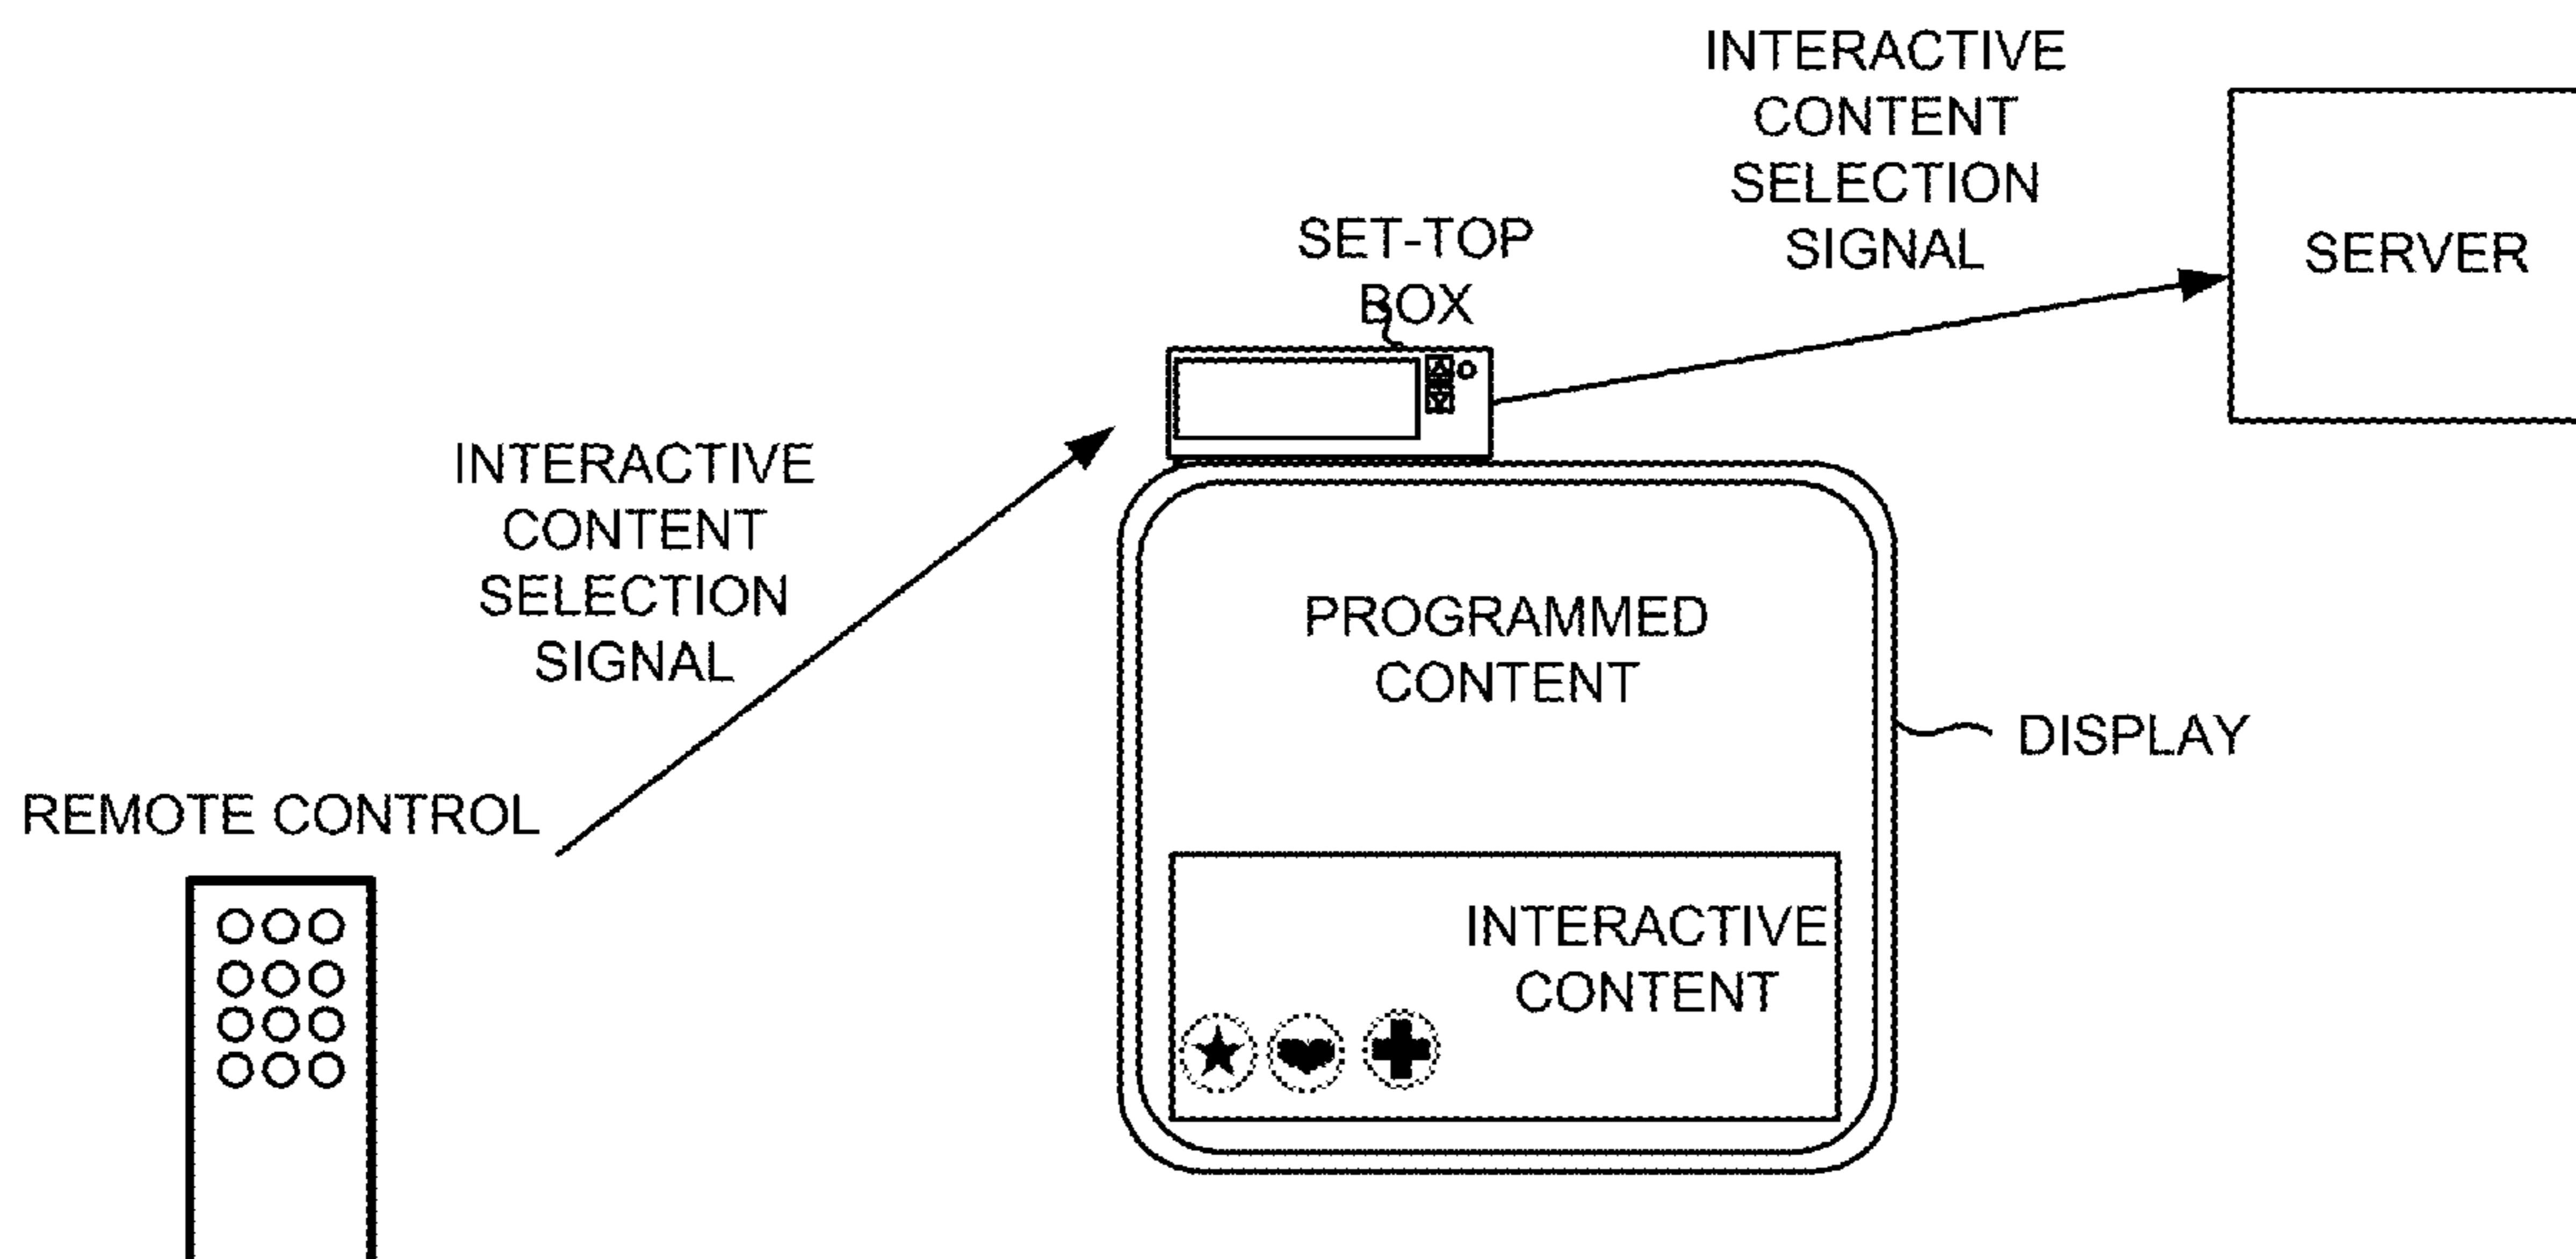 INTERACTIVE
CONTENT
SELECTION
SIGNAL
SERVER
SET-TOP
BOX
INTERACTIVE
CONTENT
SELECTION
SIGNAL
PROGRAMMED
CONTENT
DISPLAY
REMOTE CONTROL
INTERACTIVE
CONTENT